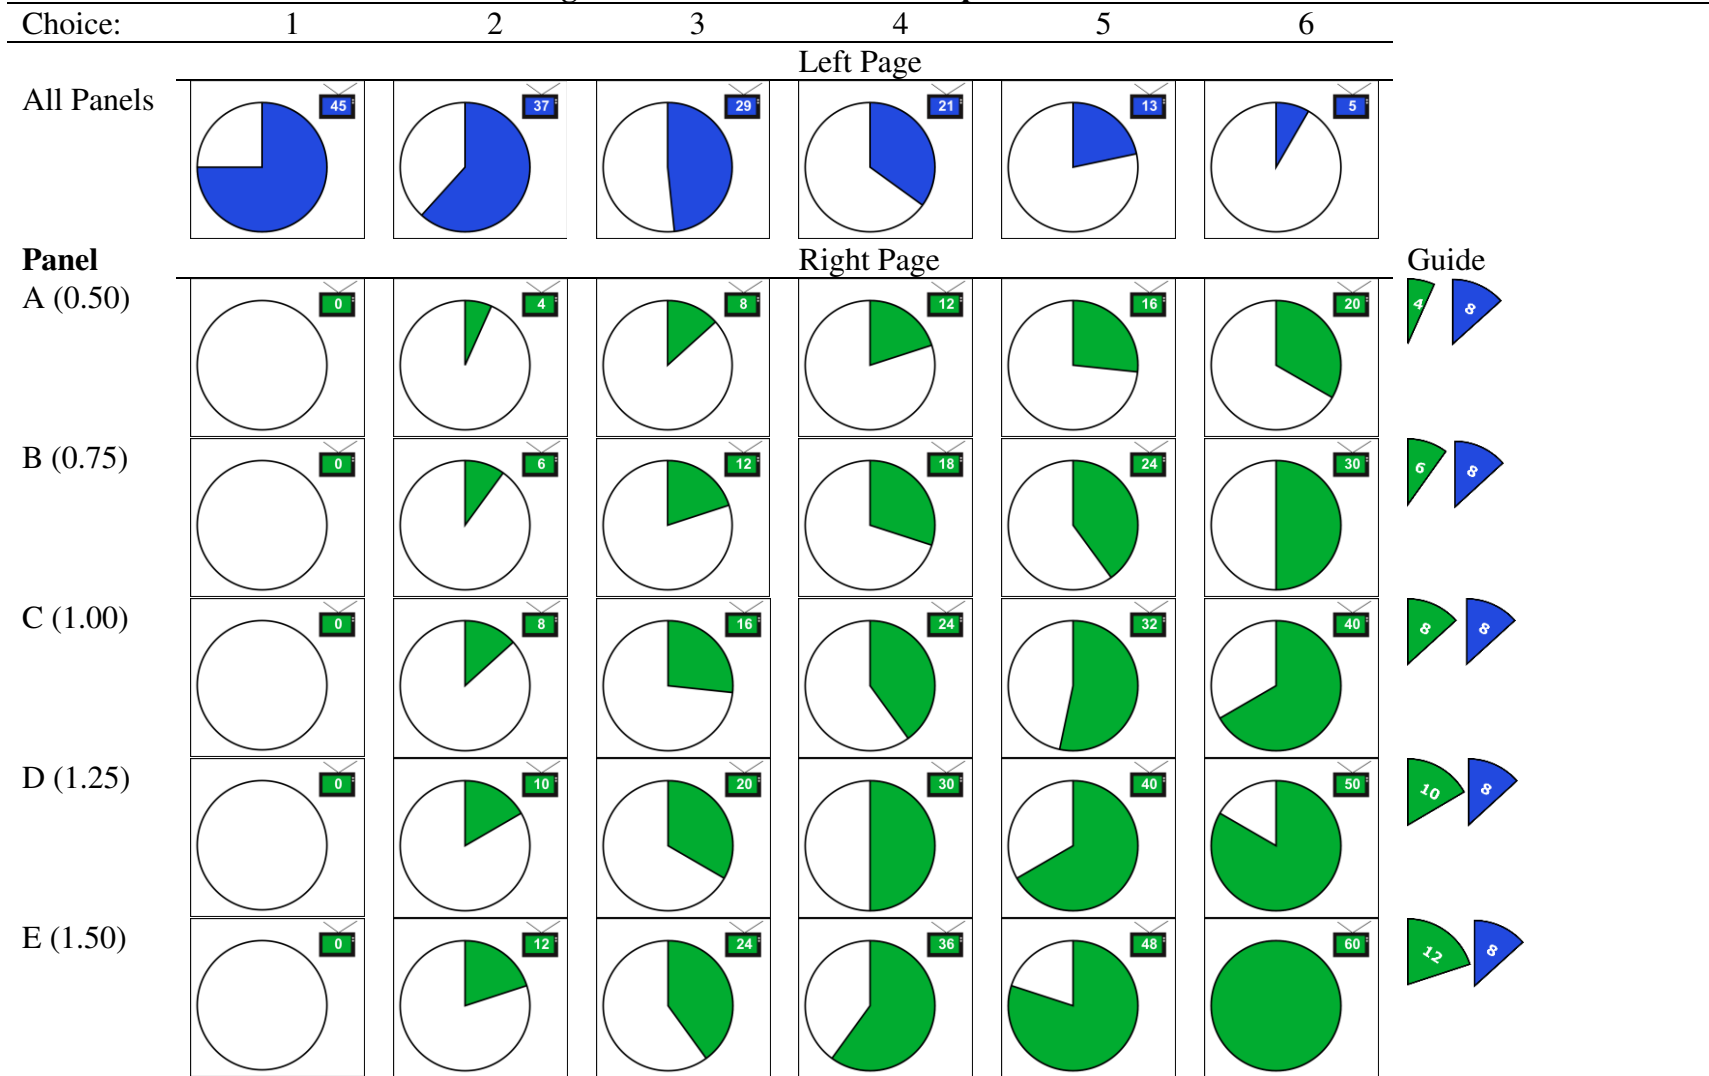 Choice: 1 2 3 4 5 6
Left Page
All Panels 45 37 29 21 13 5
Panel Right Page Guide
A (0.50) 0 4 8 12 16 20 4 8
B (0.75) 0 6 12 18 24 30 6 8
C (1.00) 0 8 16 24 32 40 8 8
D (1.25) 0 10 20 30 40 50 10 8
E (1.50) 0 12 24 36 48 60 12 8